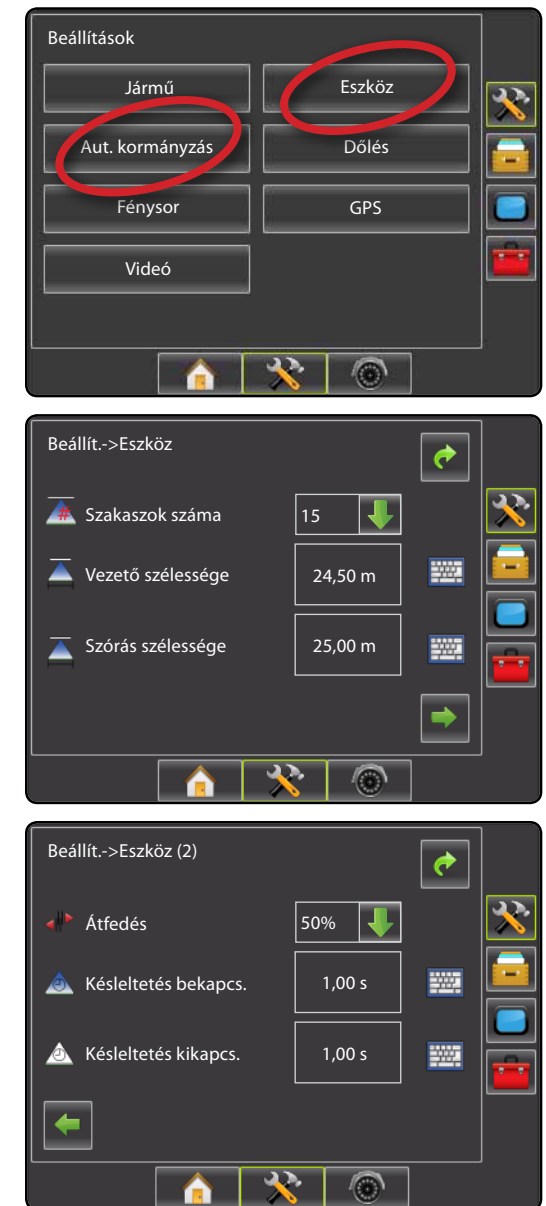 Beállítások
Jármű
Eszköz
Aut. kormányzás
Dőlés
Fénysor
GPS
Videó
Beállít.->Eszköz
Szakaszok száma
15
Vezető szélessége
24,50 m
Szórás szélessége
25,00 m
Beállít.->Eszköz (2)
Átfedés
50%
Késleltetés bekapcs.
1,00 s
Késleltetés kikapcs.
1,00 s